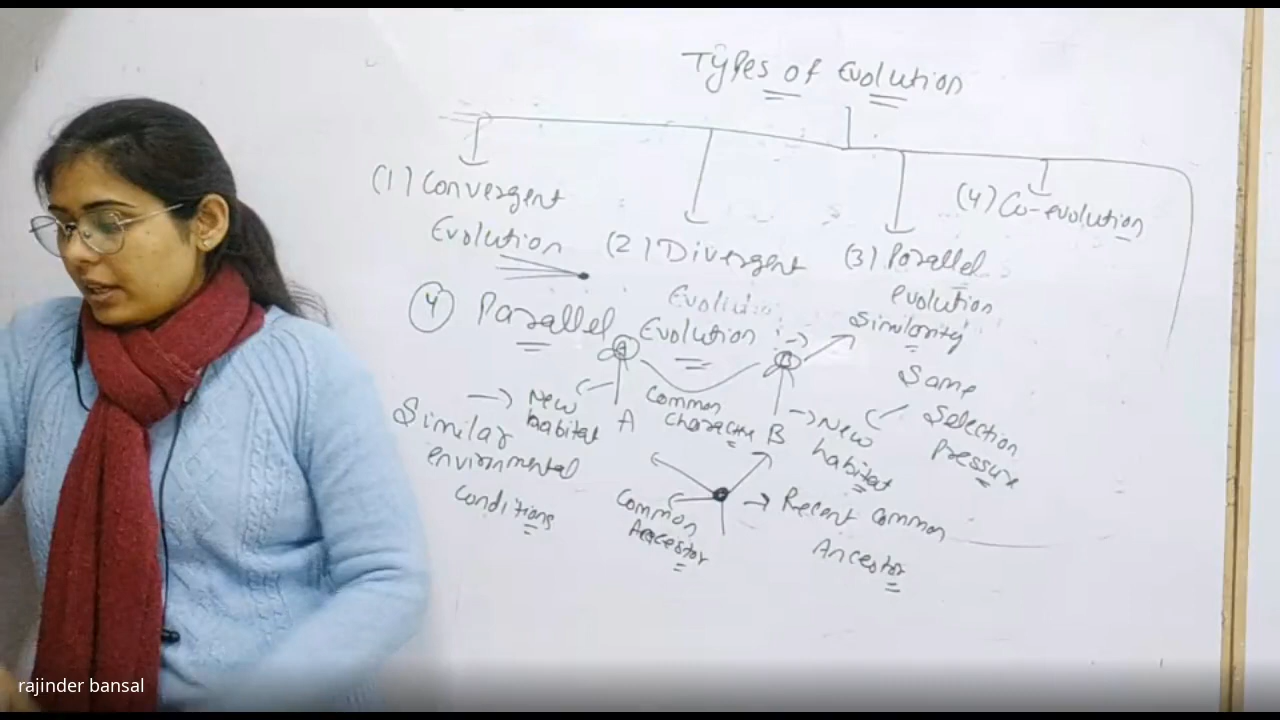 Types of Evolution
(1) Convergent
Evolution
(2) Divergent
Evolution
(3) Parallel
evolution
(4) Co-evolution
(4) Parallel Evolution :→
Similarity
Same
Selection
Pressure
A
B
Common
Character
New
habitat
A
B
New
habitat
Similar
environmental
Conditions
Common
Ancestor
Recent Common
Ancestor
rajinder bansal